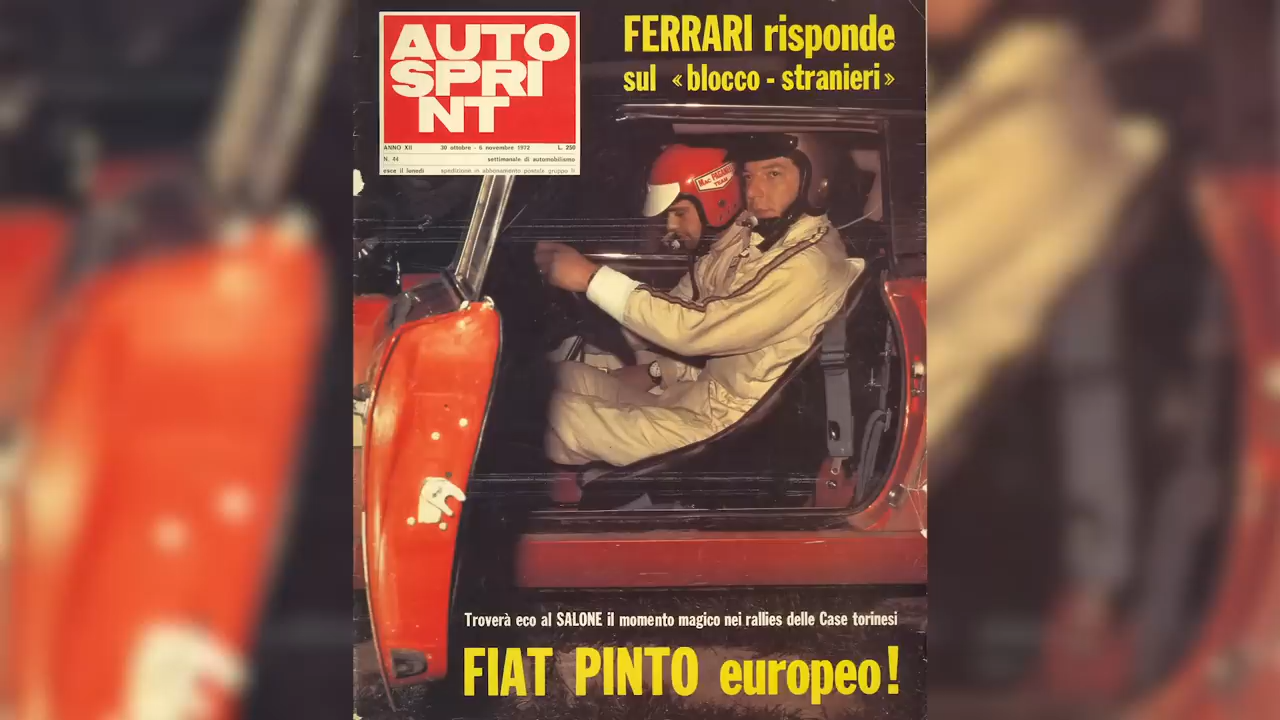 AUTO
SPRI
NT
ANNO XII 30 ottobre - 6 novembre 1972 L. 250
N. 44 settimanale di automobilismo
esce il lunedì spedizione in abbonamento postale gruppo II
FERRARI risponde
sul «blocco - stranieri»
TEAM
Troverà eco al SALONE il momento magico nei rallies delle Case torinesi
FIAT PINTO europeo!